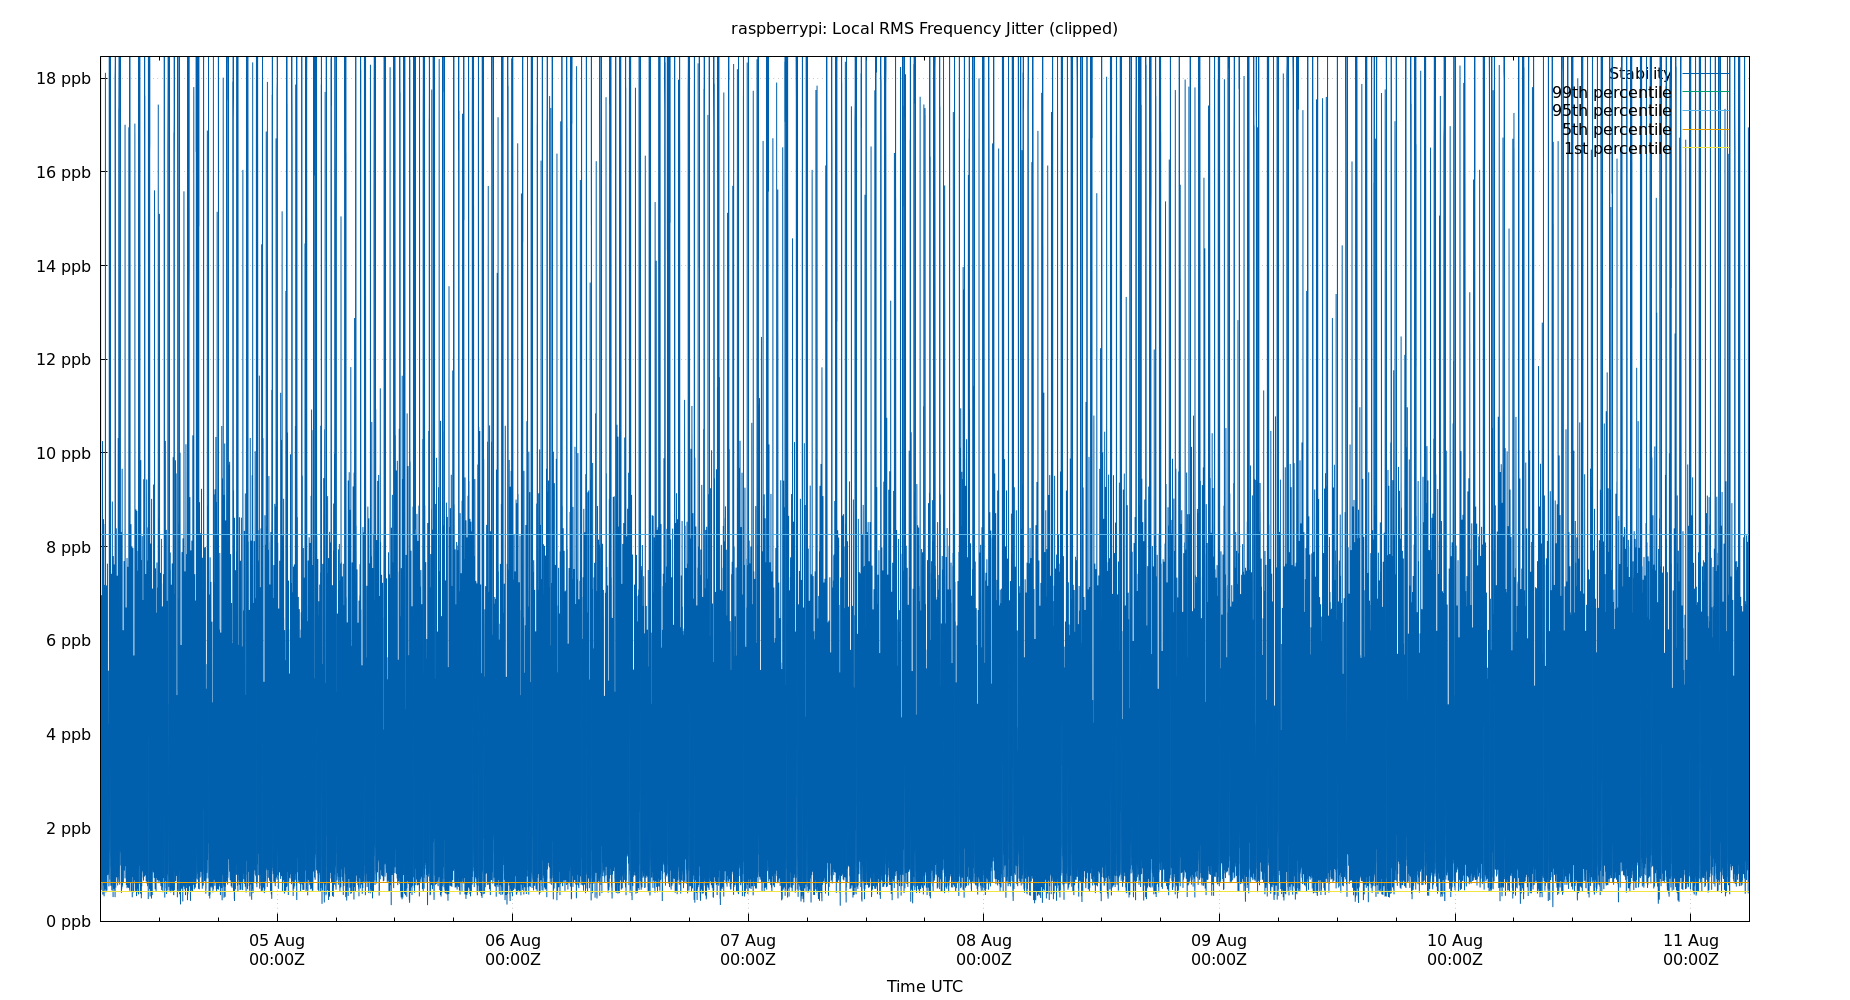 raspberrypi: Local RMS Frequency Jitter (clipped)
18 ppb
16 ppb
14 ppb
12 ppb
10 ppb
8 ppb
6 ppb
4 ppb
2 ppb
0 ppb
Stability
99th percentile
95th percentile
5th percentile
1st percentile
05 Aug
00:00Z
06 Aug
00:00Z
07 Aug
00:00Z
08 Aug
00:00Z
09 Aug
00:00Z
10 Aug
00:00Z
11 Aug
00:00Z
Time UTC